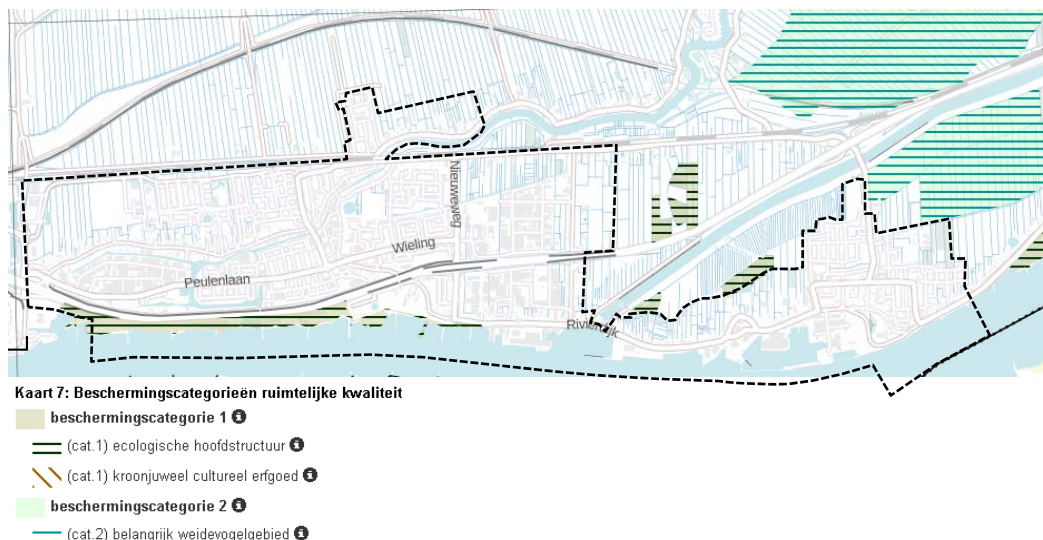 Nieuweweg
Wieling
Peulenlaan
Rivierdijk
Kaart 7: Beschermingscategorieën ruimtelijke kwaliteit
beschermingscategorie 1
(cat.1) ecologische hoofdstructuur
(cat.1) kroonjuweel cultureel erfgoed
beschermingscategorie 2
(cat.2) belangrijk weidevogelgebied